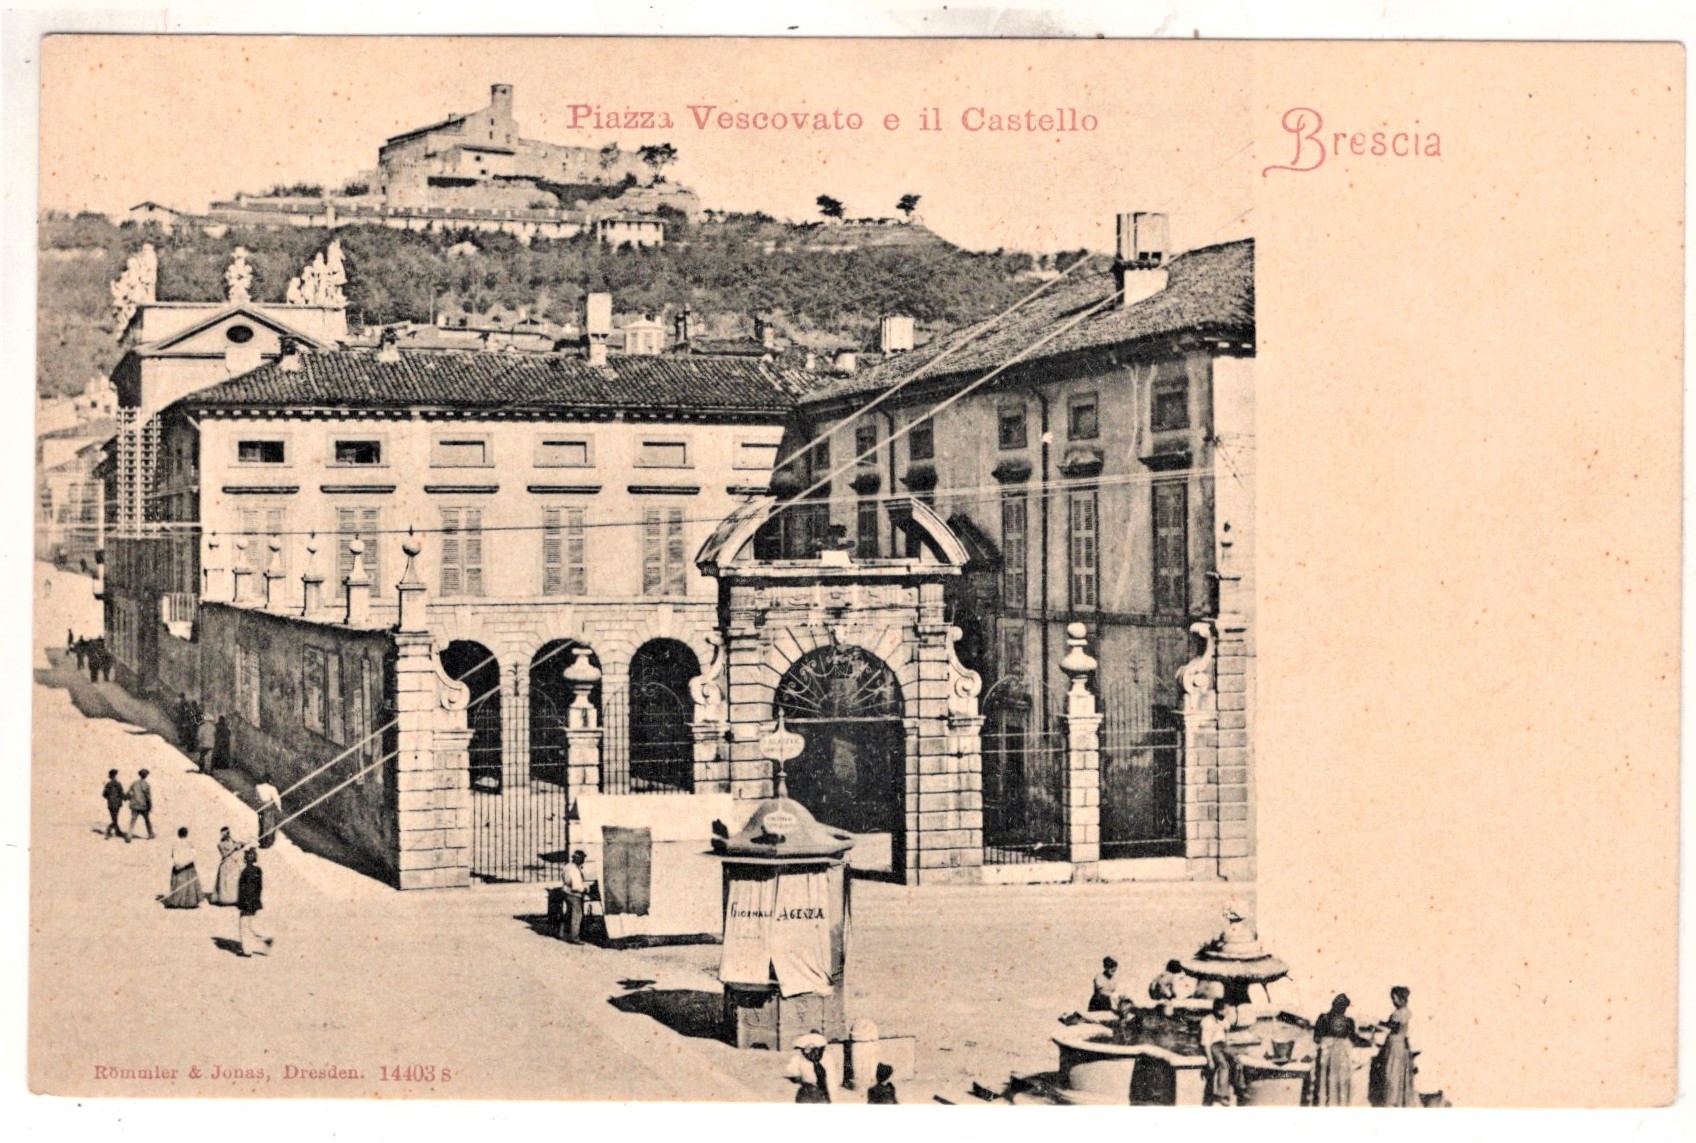 Piazza Vescovato e il Castello
Brescia
GIORNALI AGENZIA
Römmler & Jonas, Dresden. 14403 s